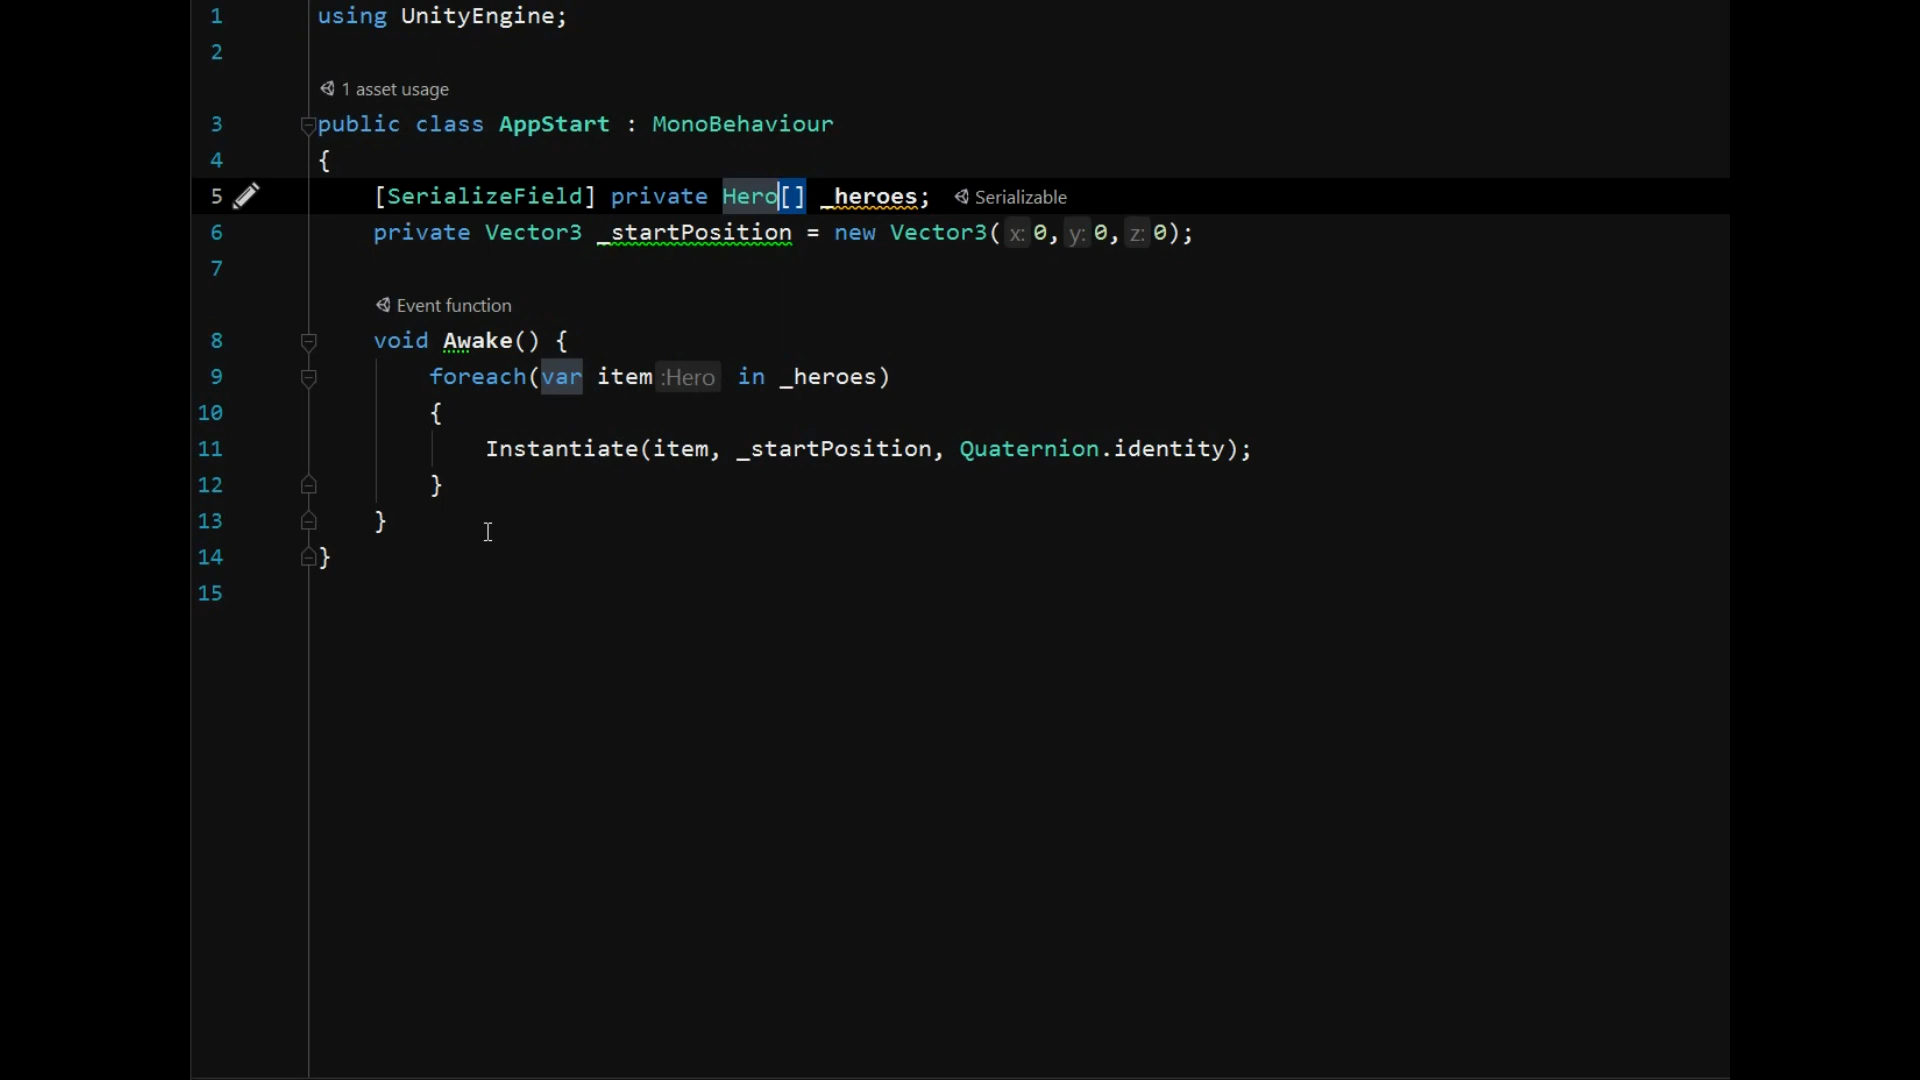 1 using UnityEngine;
2
1 asset usage
3 public class AppStart : MonoBehaviour
4 {
5 [SerializeField] private Hero[] _heroes; Serializable
6 private Vector3 _startPosition = new Vector3(x:0,y:0,z:0);
7
Event function
8 void Awake() {
9 foreach(var item:Hero in _heroes)
10 {
11 Instantiate(item, _startPosition, Quaternion.identity);
12 }
13 }
14 }
15